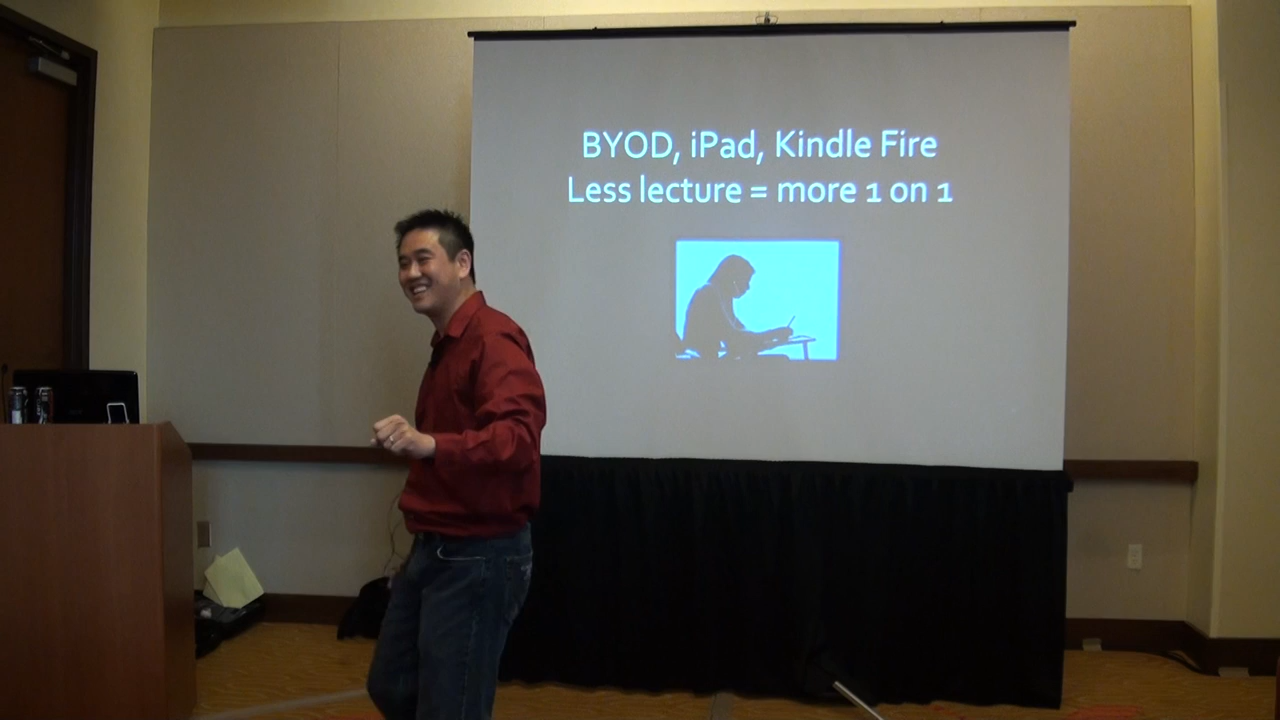 BYOD, iPad, Kindle Fire
Less lecture = more 1 on 1